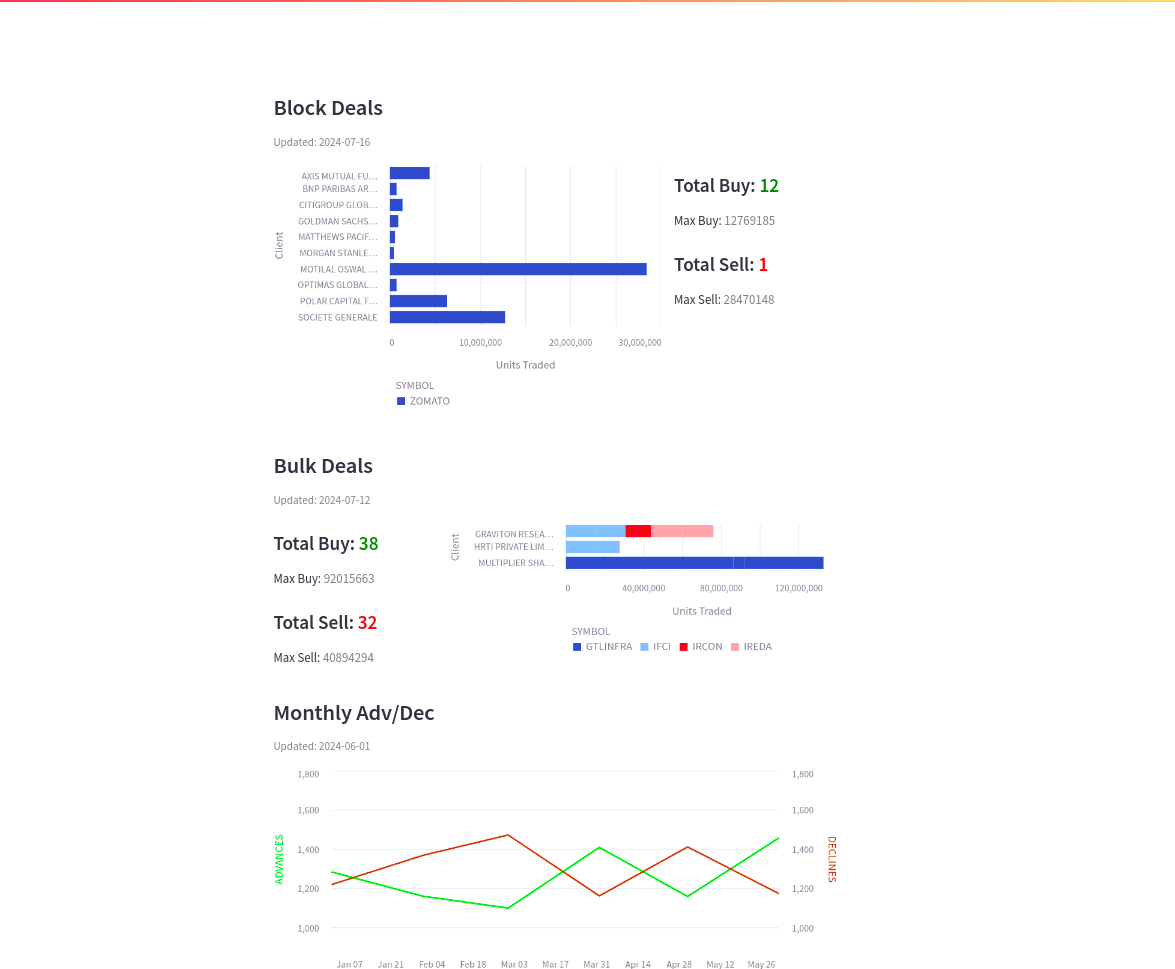 Block Deals
Updated: 2024-07-16
Client
AXIS MUTUAL FU...
BNP PARIBAS AR...
CITIGROUP GLOB...
GOLDMAN SACHS...
MATTHEWS PACIF...
MORGAN STANLE...
MOTILAL OSWAL ...
OPTIMAS GLOBAL...
POLAR CAPITAL F...
SOCIETE GENERALE
0 10,000,000 20,000,000 30,000,000
Units Traded
SYMBOL
ZOMATO
Total Buy: 12
Max Buy: 12769185
Total Sell: 1
Max Sell: 28470148
Bulk Deals
Updated: 2024-07-12
Total Buy: 38
Max Buy: 92015663
Total Sell: 32
Max Sell: 40894294
Client
GRAVITON RESEA...
HRTI PRIVATE LIM...
MULTIPLIER SHA...
0 40,000,000 80,000,000 120,000,000
Units Traded
SYMBOL
GTLINFRA IFCI IRCON IREDA
Monthly Adv/Dec
Updated: 2024-06-01
ADVANCES
1,800
1,600
1,400
1,200
1,000
1,800
1,600
1,400
1,200
1,000
DECLINES
Jan 07 Jan 21 Feb 04 Feb 18 Mar 03 Mar 17 Mar 31 Apr 14 Apr 28 May 12 May 26